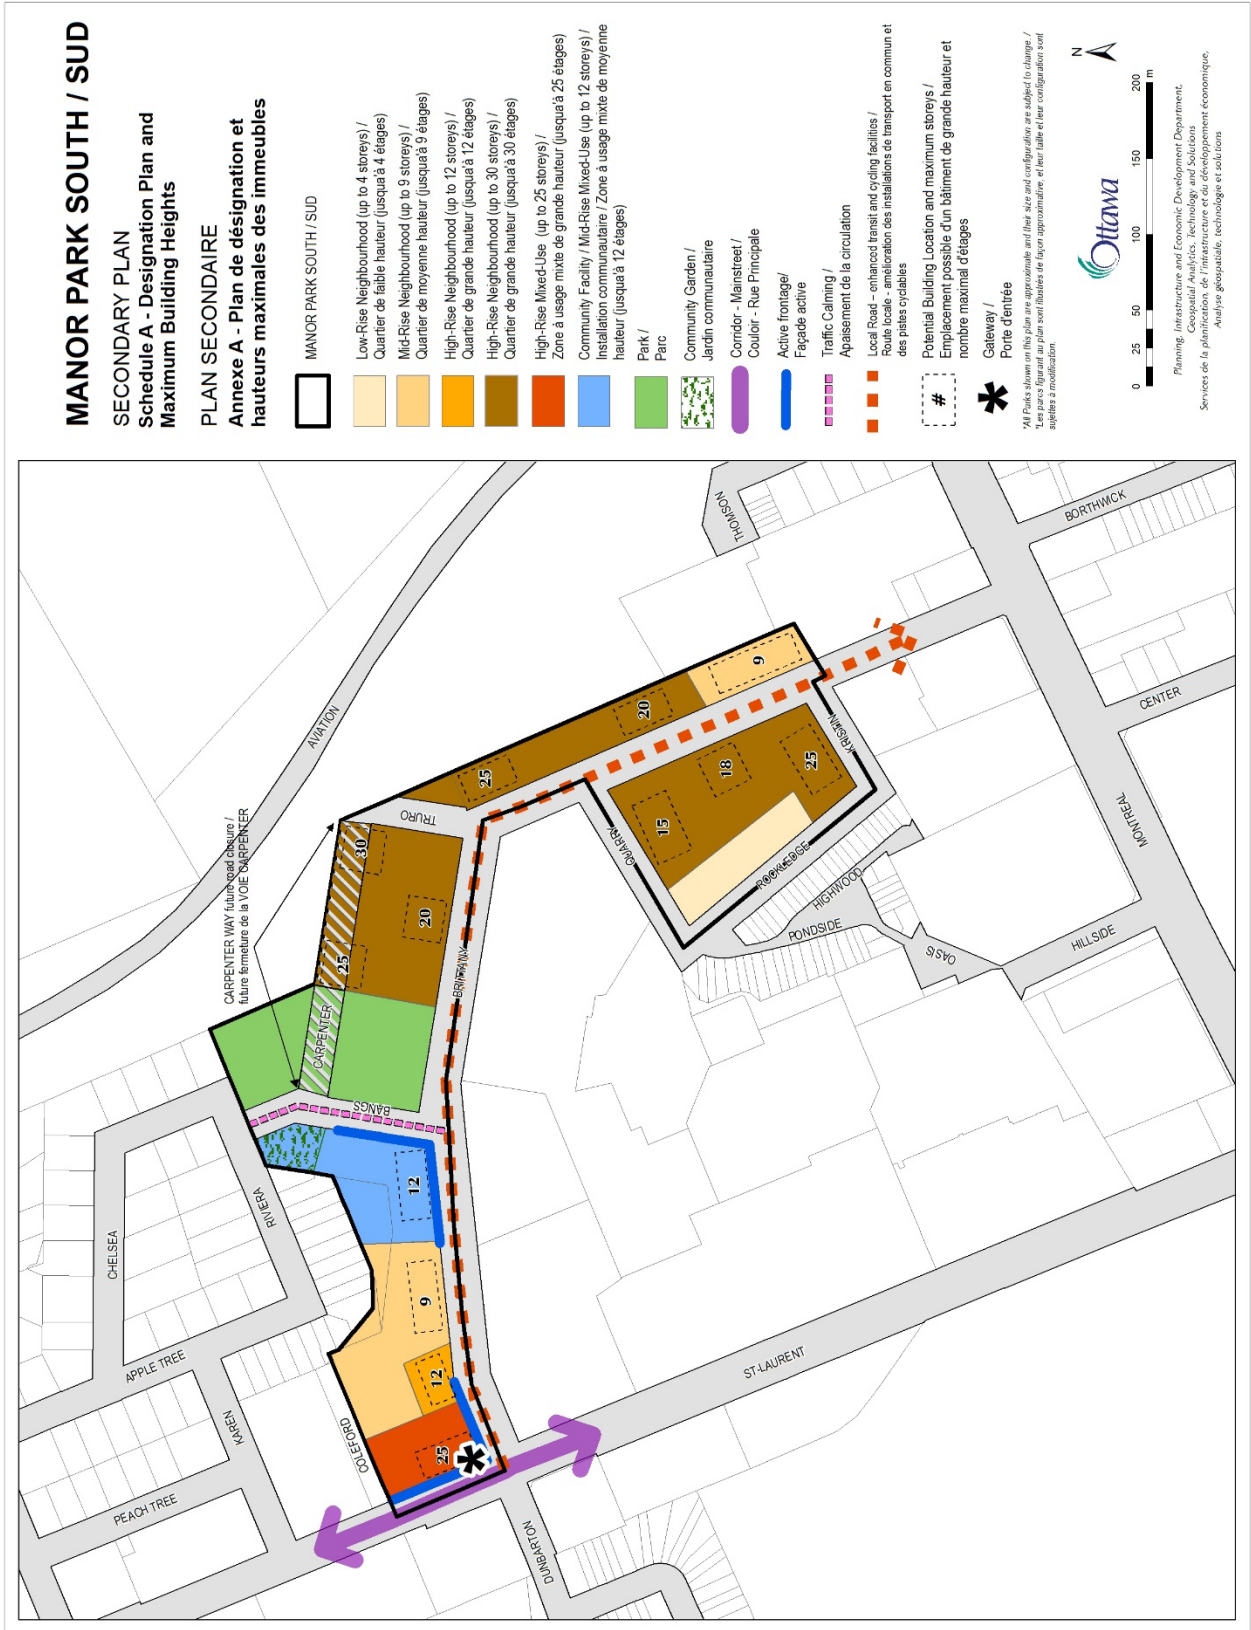 MANOR PARK SOUTH / SUD
SECONDARY PLAN
Schedule A - Designation Plan and
Maximum Building Heights
PLAN SECONDAIRE
Annexe A - Plan de désignation et
hauteurs maximales des immeubles
MANOR PARK SOUTH / SUD
Low-Rise Neighbourhood (up to 4 storeys) /
Quartier de faible hauteur (jusqu'à 4 étages)
Mid-Rise Neighbourhood (up to 9 storeys) /
Quartier de moyenne hauteur (jusqu'à 9 étages)
High-Rise Neighbourhood (up to 12 storeys) /
Quartier de grande hauteur (jusqu'à 12 étages)
High-Rise Neighbourhood (up to 30 storeys) /
Quartier de grande hauteur (jusqu'à 30 étages)
High-Rise Mixed-Use (up to 25 storeys) /
Zone à usage mixte de grande hauteur (jusqu'à 25 étages)
Community Facility / Mid-Rise Mixed-Use (up to 12 storeys) /
Installation communautaire / Zone à usage mixte de moyenne
hauteur (jusqu'à 12 étages)
Park /
Parc
Community Garden /
Jardin communautaire
Corridor - Mainstreet /
Couloir - Rue Principale
Active frontage/
Façade active
Traffic Calming /
Apaisement de la circulation
Local Road – enhanced transit and cycling facilities /
Route locale - amélioration des installations de transport en commun et
des pistes cyclables
#
Potential Building Location and maximum storeys /
Emplacement possible d'un bâtiment de grande hauteur et
nombre maximal d'étages
Gateway /
Porte d'entrée
*All Parks shown on this plan are approximate and their size and configuration are subject to change. /
*Les parcs figurant au plan sont illustrés de façon approximative, et leur taille et leur configuration sont
sujettes à modification.
N
0 25 50 100 150 200
m
Ottawa
Planning, Infrastructure and Economic Development Department,
Geospatial Analytics, Technology and Solutions
Services de la planification, de l'infrastructure et du développement économique,
Analyse géospatiale, technologie et solutions
AVIATION
CARPENTER WAY future road closure /
future fermeture de la VOIE CARPENTER
THOMSON
BORTHWICK
TRURO
CARPENTER
BANGS
BRITTANY
QUARRY
KRISTIN
ROCKLEDGE
HIGHWOOD
PONDSIDE
OASIS
HILLSIDE
MONTREAL
CENTER
CHELSEA
RIVIERA
APPLE TREE
KAREN
PEACH TREE
COLEFORD
DUNBARTON
ST-LAURENT
25
12
9
12
25
30
20
25
20
9
15
18
25